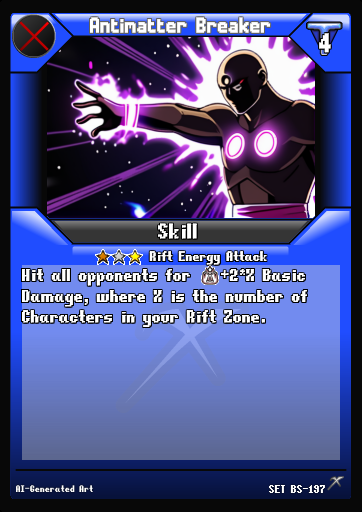 Antimatter Breaker
4
Skill
Rift Energy Attack
Hit all opponents for +2*X Basic
Damage, where X is the number of
Characters in your Rift Zone.
AI-Generated Art
SET BS-197